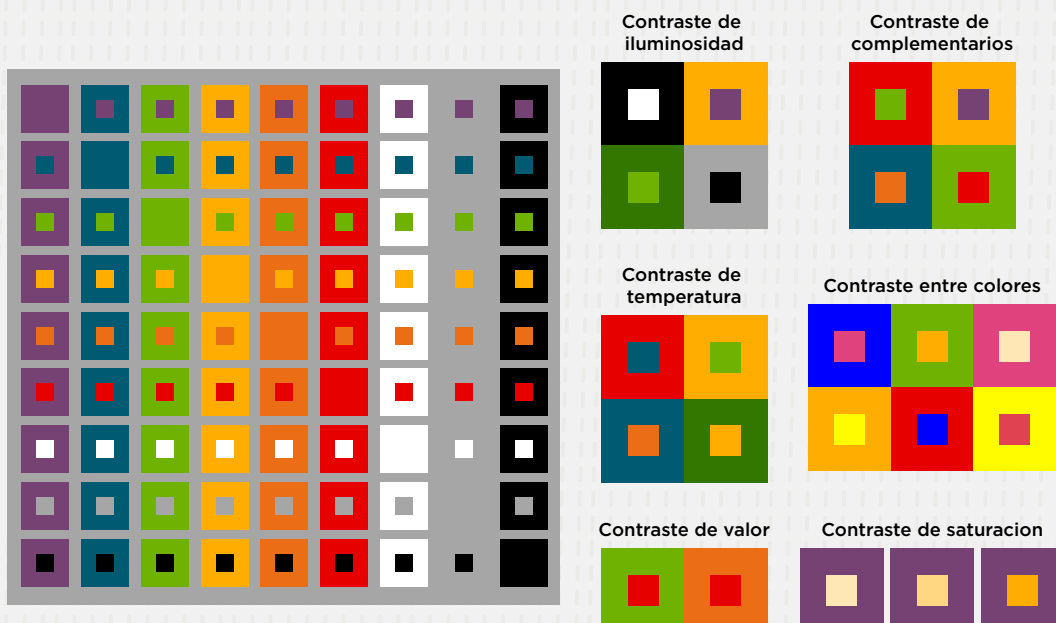 Contraste de
iluminosidad
Contraste de
complementarios
Contraste de
temperatura
Contraste entre colores
Contraste de valor
Contraste de saturacion